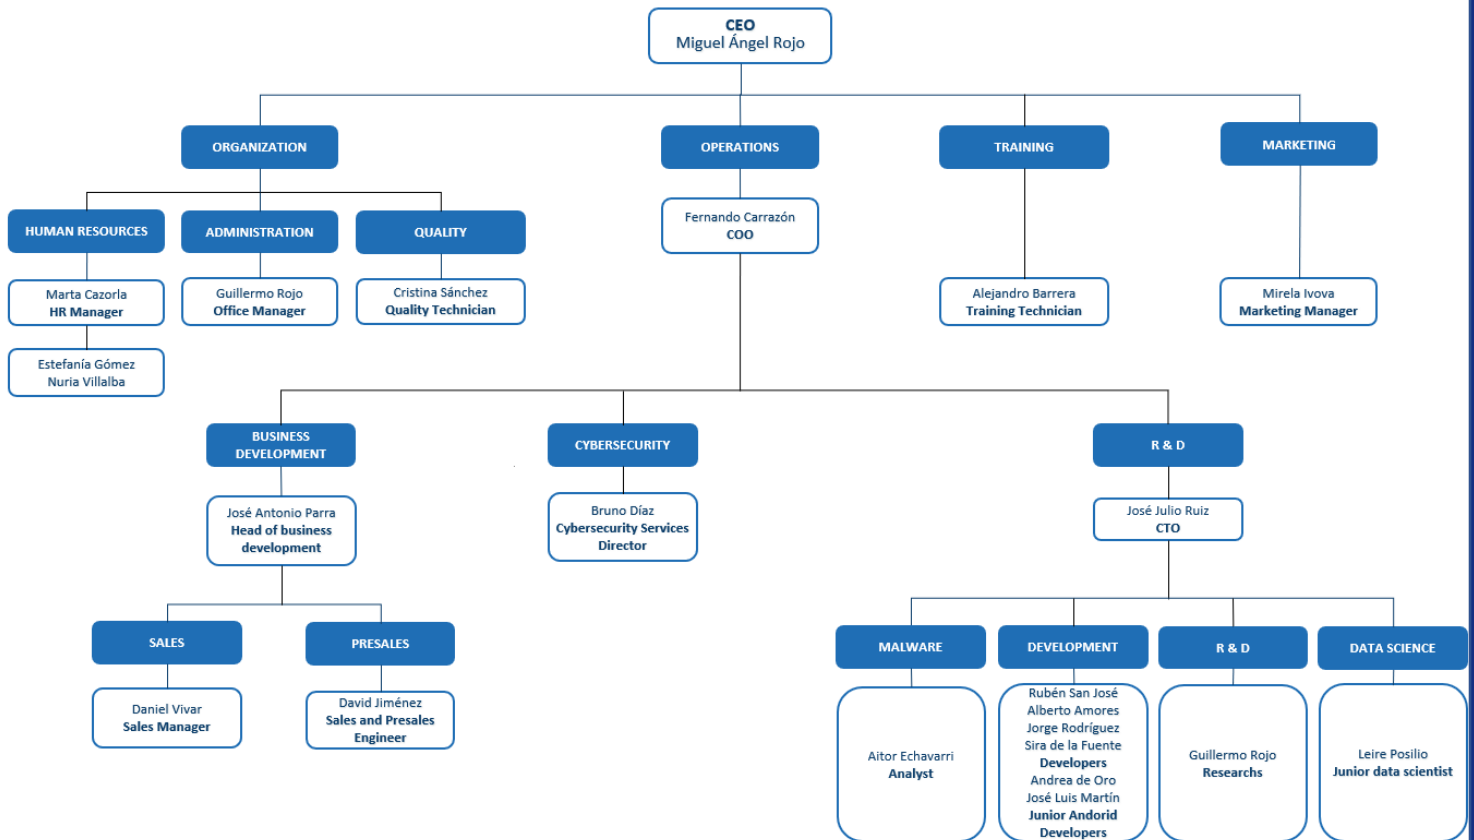 CEO
Miguel Ángel Rojo
ORGANIZATION
OPERATIONS
TRAINING
MARKETING
HUMAN RESOURCES
ADMINISTRATION
QUALITY
Fernando Carrazón
COO
Marta Cazorla
HR Manager
Guillermo Rojo
Office Manager
Cristina Sánchez
Quality Technician
Alejandro Barrera
Training Technician
Mirela Ivova
Marketing Manager
Estefanía Gómez
Nuria Villalba
BUSINESS
DEVELOPMENT
CYBERSECURITY
R & D
José Antonio Parra
Head of business
development
Bruno Díaz
Cybersecurity Services
Director
José Julio Ruiz
CTO
SALES
PRESALES
MALWARE
DEVELOPMENT
R & D
DATA SCIENCE
Daniel Vivar
Sales Manager
David Jiménez
Sales and Presales
Engineer
Aitor Echavarri
Analyst
Rubén San José
Alberto Amores
Jorge Rodríguez
Sira de la Fuente
Developers
Andrea de Oro
José Luis Martín
Junior Andorid
Developers
Guillermo Rojo
Researchs
Leire Posilio
Junior data scientist